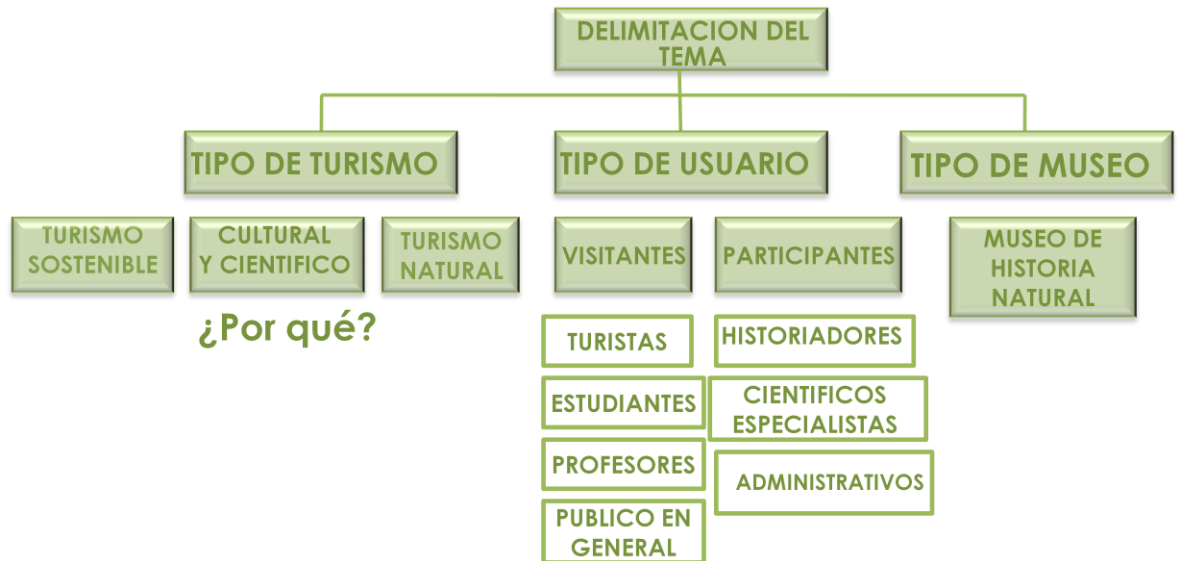 DELIMITACION DEL
TEMA
TIPO DE TURISMO
TIPO DE USUARIO
TIPO DE MUSEO
TURISMO
SOSTENIBLE
CULTURAL
Y CIENTIFICO
TURISMO
NATURAL
VISITANTES
PARTICIPANTES
MUSEO DE
HISTORIA
NATURAL
¿Por qué?
TURISTAS
ESTUDIANTES
PROFESORES
PUBLICO EN
GENERAL
HISTORIADORES
CIENTIFICOS
ESPECIALISTAS
ADMINISTRATIVOS